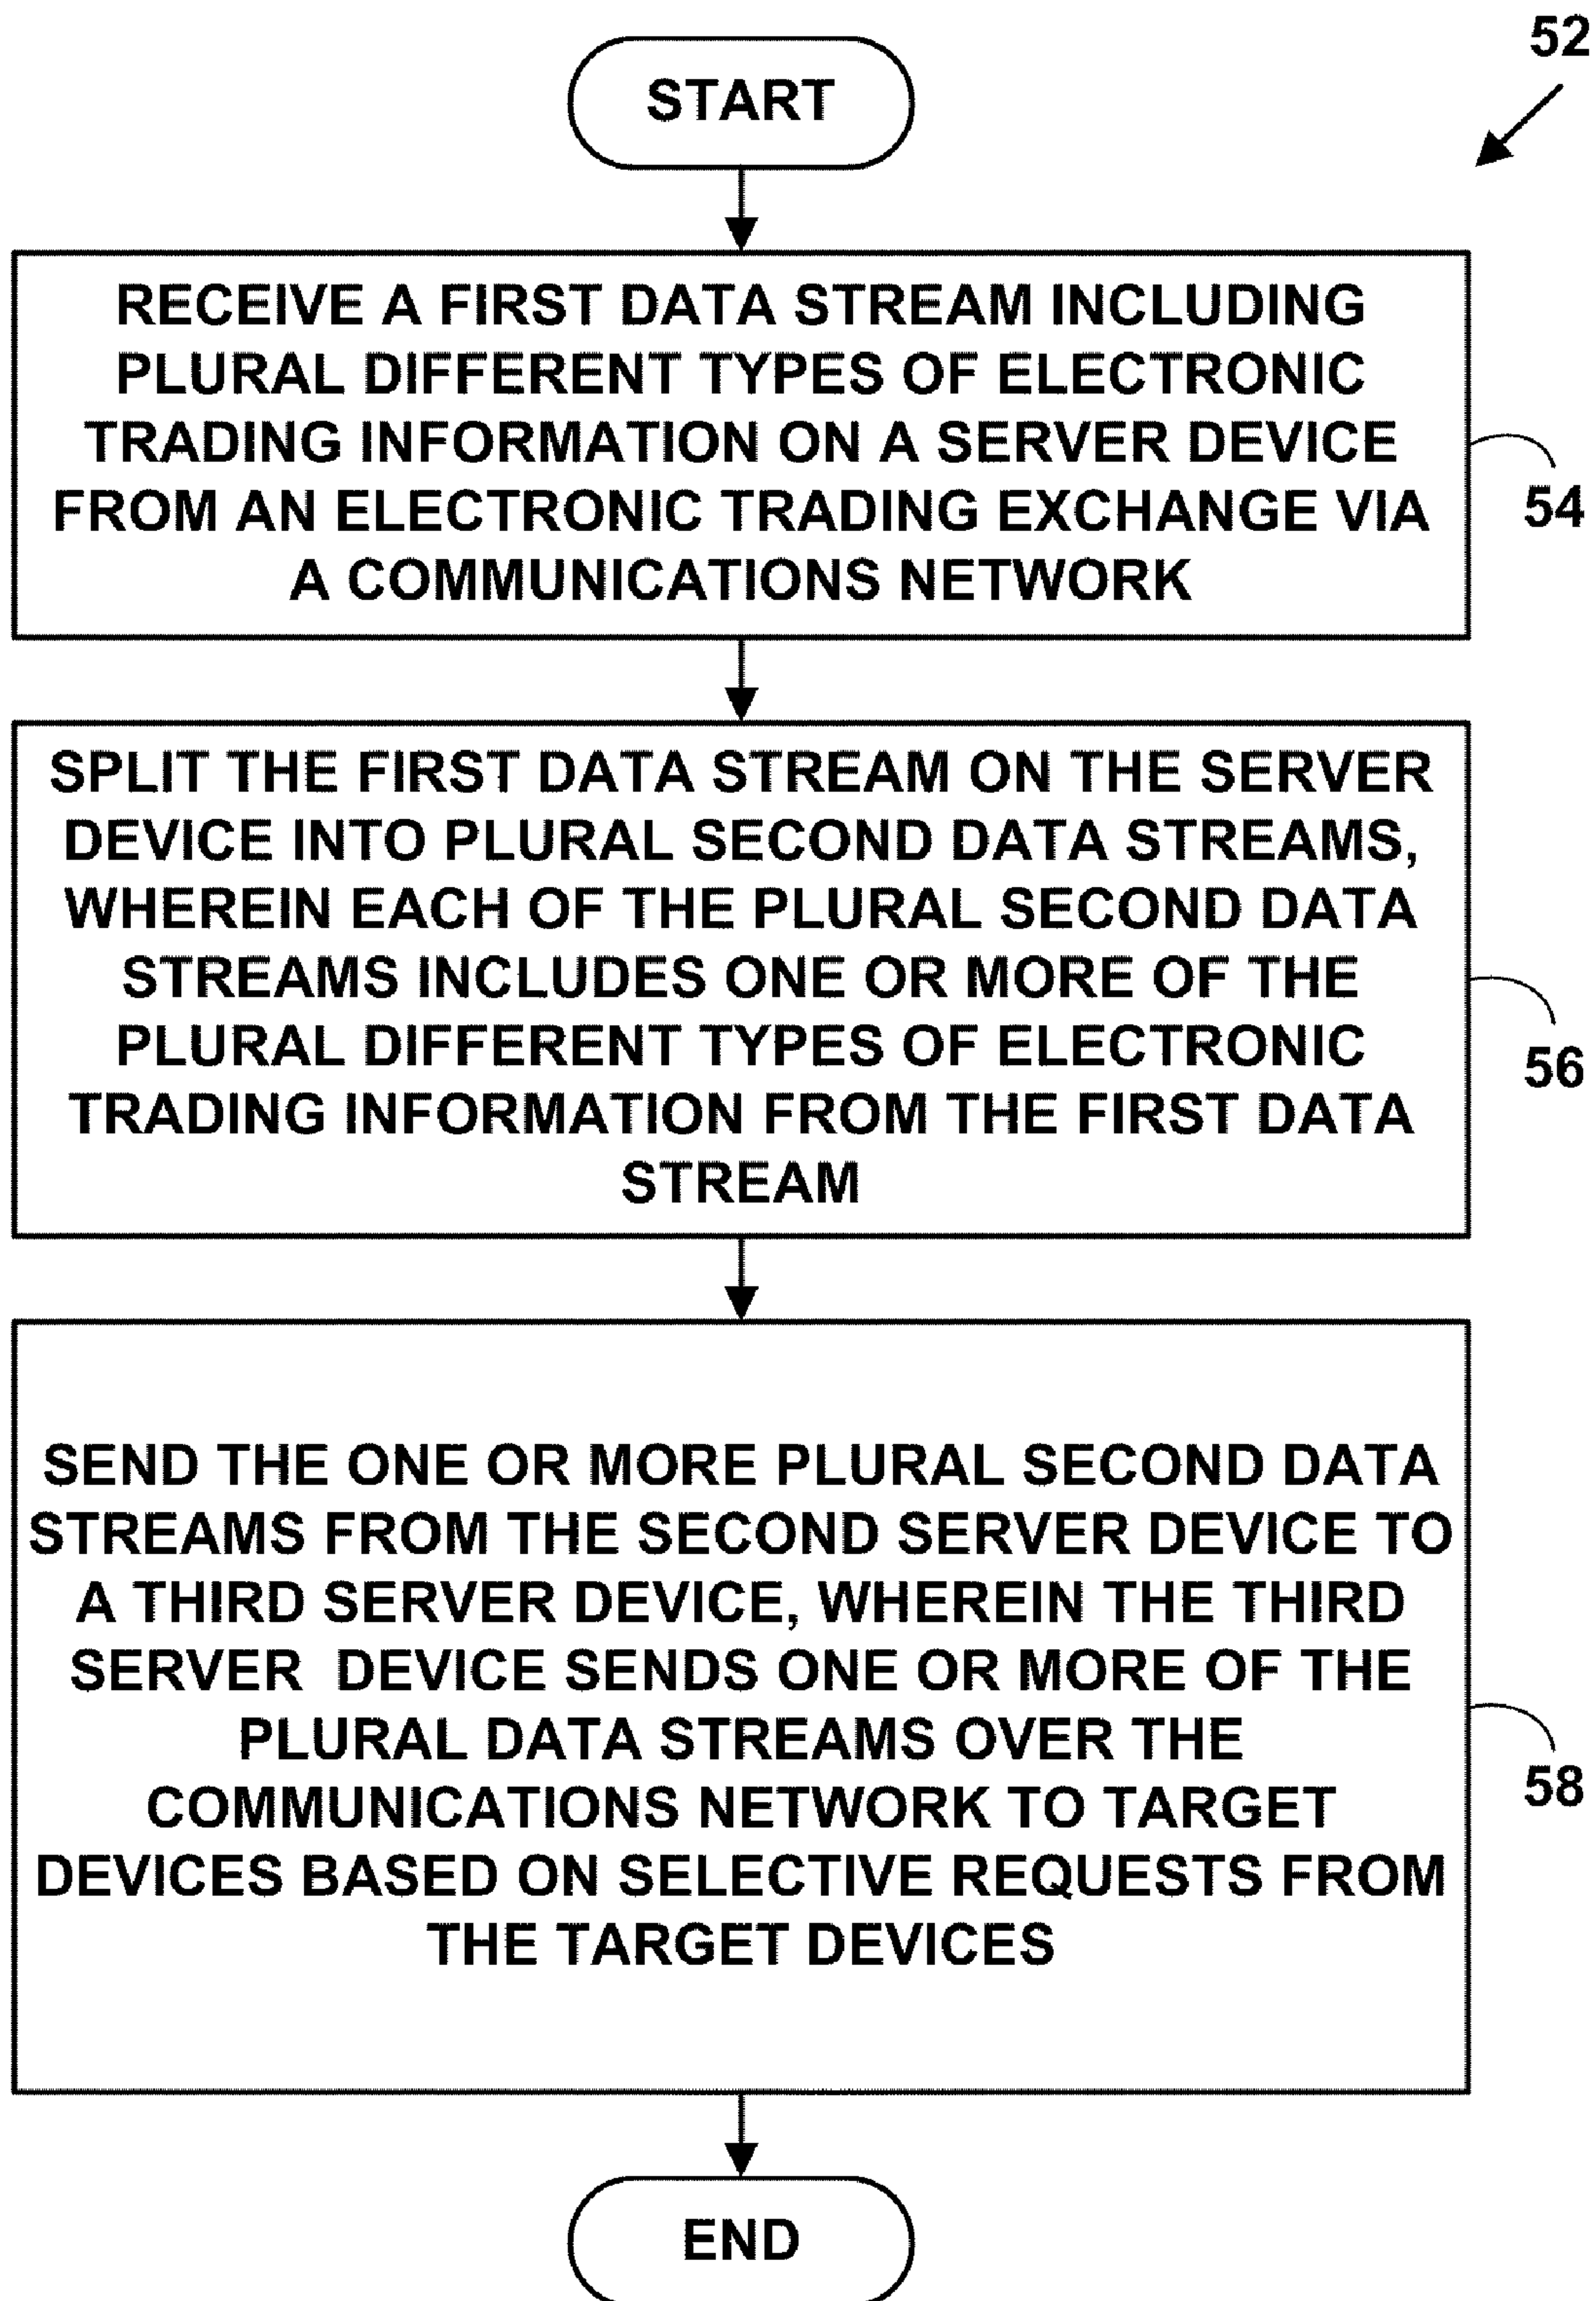 52
START
RECEIVE A FIRST DATA STREAM INCLUDING
PLURAL DIFFERENT TYPES OF ELECTRONIC
TRADING INFORMATION ON A SERVER DEVICE
FROM AN ELECTRONIC TRADING EXCHANGE VIA
A COMMUNICATIONS NETWORK
54
SPLIT THE FIRST DATA STREAM ON THE SERVER
DEVICE INTO PLURAL SECOND DATA STREAMS,
WHEREIN EACH OF THE PLURAL SECOND DATA
STREAMS INCLUDES ONE OR MORE OF THE
PLURAL DIFFERENT TYPES OF ELECTRONIC
TRADING INFORMATION FROM THE FIRST DATA
STREAM
56
SEND THE ONE OR MORE PLURAL SECOND DATA
STREAMS FROM THE SECOND SERVER DEVICE TO
A THIRD SERVER DEVICE, WHEREIN THE THIRD
SERVER DEVICE SENDS ONE OR MORE OF THE
PLURAL DATA STREAMS OVER THE
COMMUNICATIONS NETWORK TO TARGET
DEVICES BASED ON SELECTIVE REQUESTS FROM
THE TARGET DEVICES
58
END